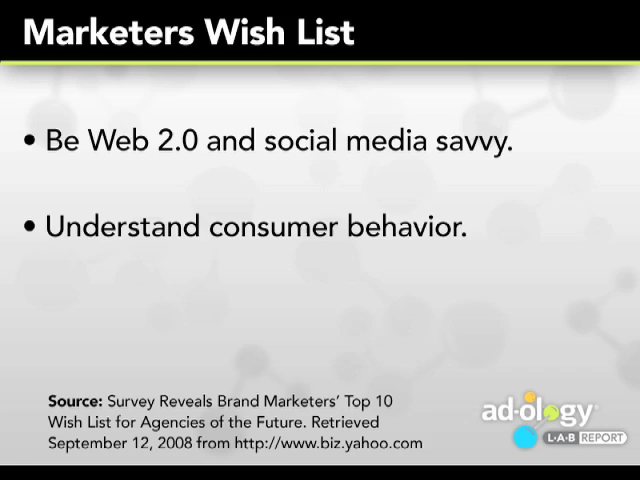 Marketers Wish List
• Be Web 2.0 and social media savvy.
• Understand consumer behavior.
Source: Survey Reveals Brand Marketers' Top 10
Wish List for Agencies of the Future. Retrieved
September 12, 2008 from http://www.biz.yahoo.com
ad-ology®
L•A•B REPORT